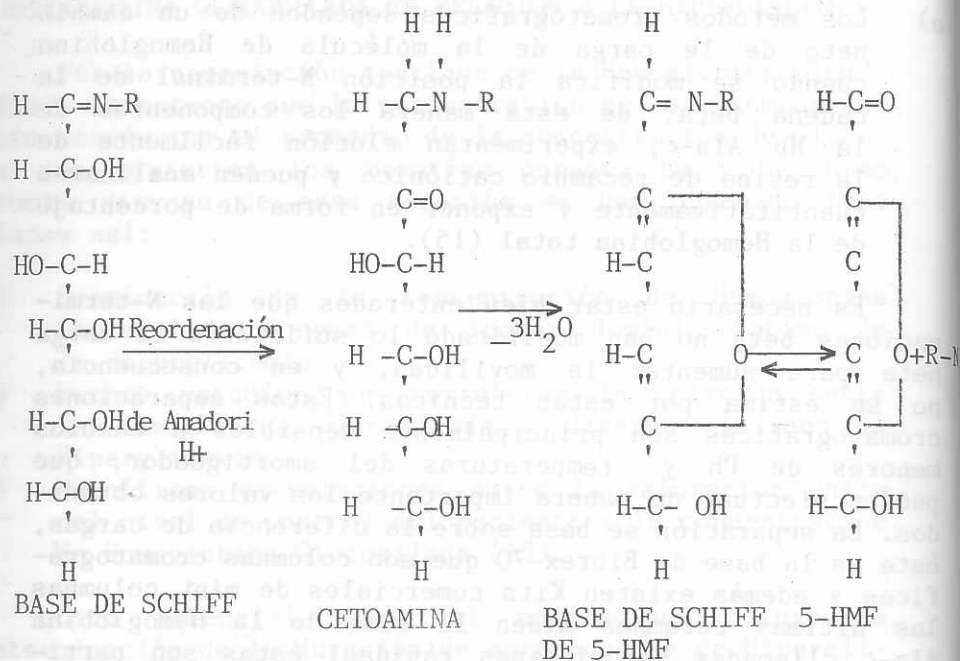 H H H
H -C=N-R H -C-N -R C= N-R H-C=O
H -C-OH C=O C C
HO-C-H HO-C-H H-C C
H-C-OH Reordenación H -C-OH -3H2O H-C O C O+R-N
H-C-OH de Amadori H -C-OH C C
H+
H-C-OH H -C-OH H-C- OH H-C-OH
H H H H
BASE DE SCHIFF CETOAMINA BASE DE SCHIFF 5-HMF
DE 5-HMF